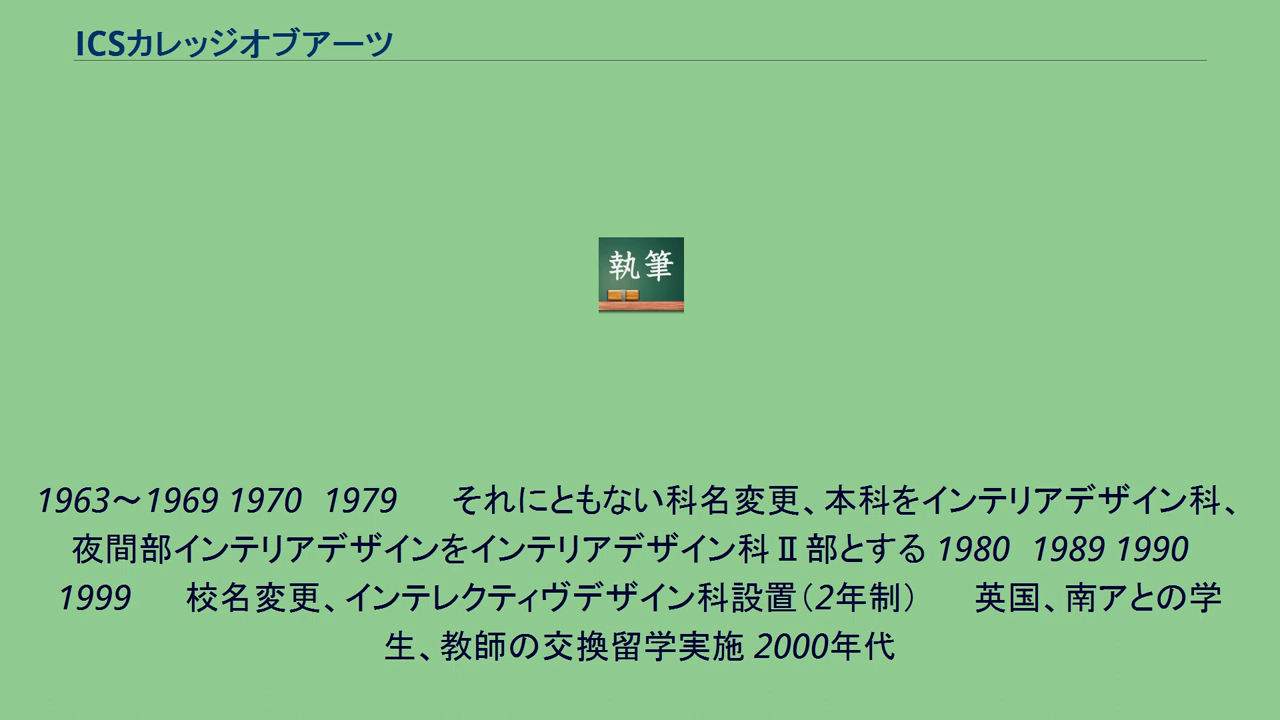 ICSカレッジオブアーツ
執筆
1963〜1969 1970 1979 それにともない科名変更、本科をインテリアデザイン科、
夜間部インテリアデザインをインテリアデザイン科Ⅱ部とする 1980 1989 1990
1999 校名変更、インテレクティヴデザイン科設置（2年制） 英国、南アとの学
生、教師の交換留学実施 2000年代